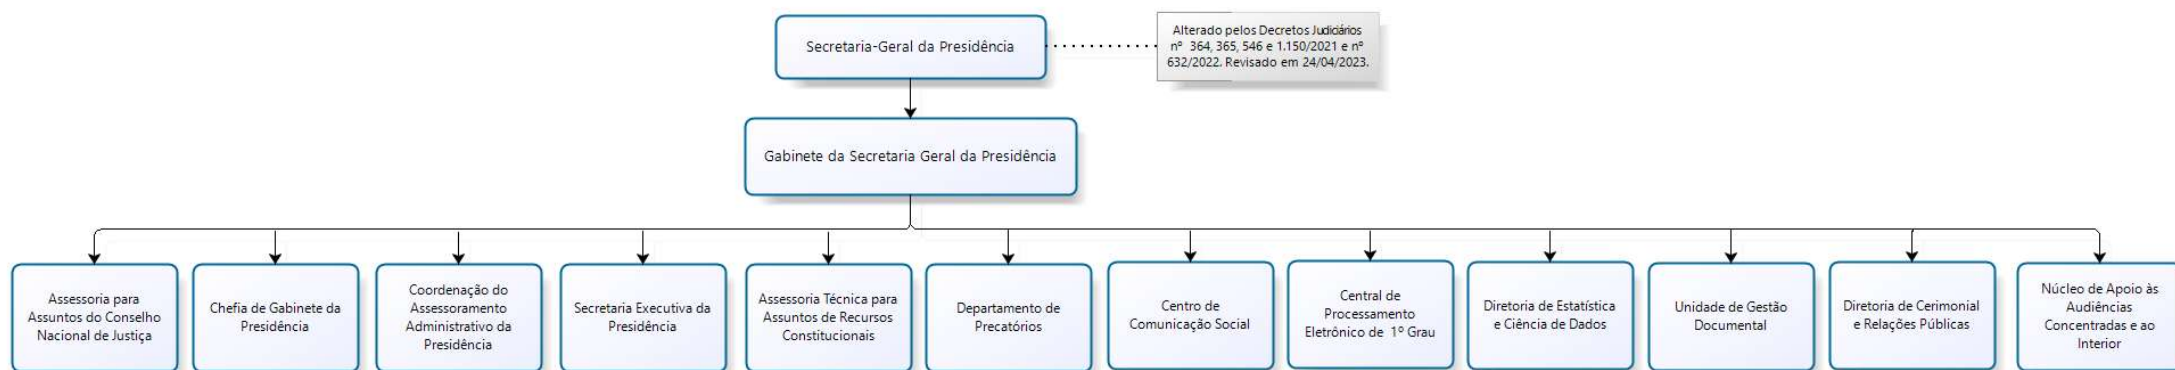 Secretaria-Geral da Presidência
Alterado pelos Decretos Judiciários
nº 364, 365, 546 e 1.150/2021 e nº
632/2022. Revisado em 24/04/2023.
Gabinete da Secretaria Geral da Presidência
Assessoria para
Assuntos do Conselho
Nacional de Justiça
Chefia de Gabinete da
Presidência
Coordenação do
Assessoramento
Administrativo da
Presidência
Secretaria Executiva da
Presidência
Assessoria Técnica para
Assuntos de Recursos
Constitucionais
Departamento de
Precatórios
Centro de
Comunicação Social
Central de
Processamento
Eletrônico de 1º Grau
Diretoria de Estatística
e Ciência de Dados
Unidade de Gestão
Documental
Diretoria de Cerimonial
e Relações Públicas
Núcleo de Apoio às
Audiências
Concentradas e ao
Interior